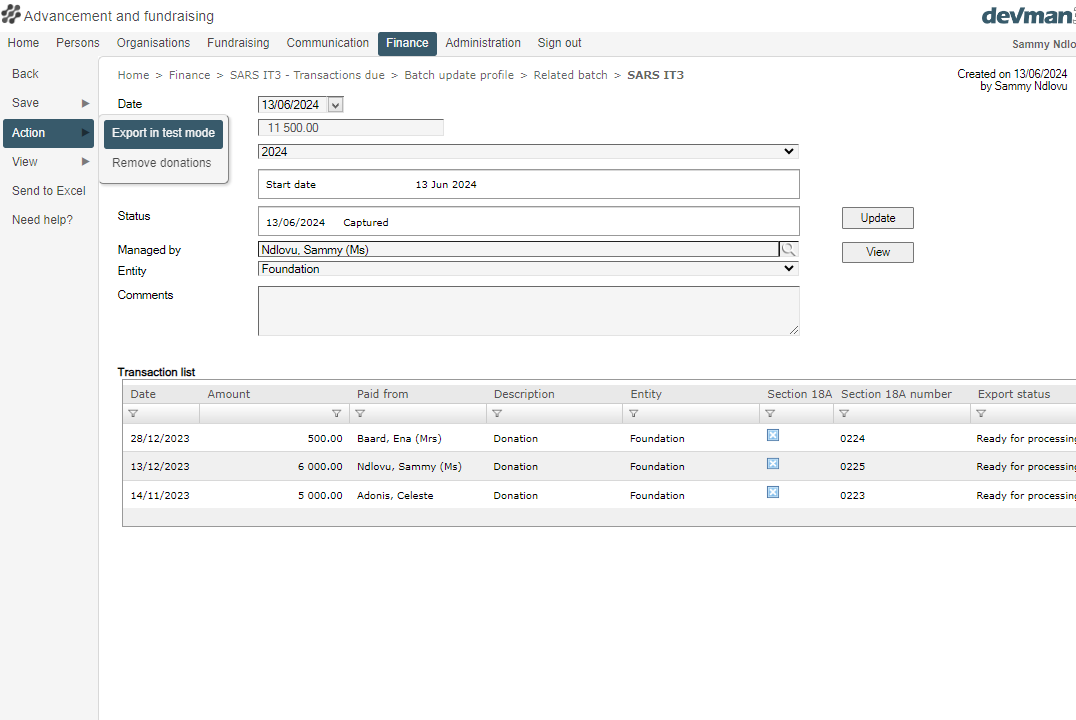 Advancement and fundraising
devman
Home Persons Organisations Fundraising Communication Finance Administration Sign out
Sammy Ndlo
Back
Save
Action
View
Send to Excel
Need help?
Export in test mode
Remove donations
Home > Finance > SARS IT3 - Transactions due > Batch update profile > Related batch > SARS IT3
Created on 13/06/2024
by Sammy Ndlovu
Date 13/06/2024
11 500.00
2024
Start date 13 Jun 2024
Status 13/06/2024 Captured Update
Managed by Ndlovu, Sammy (Ms) View
Entity Foundation
Comments
Transaction list
Date Amount Paid from Description Entity Section 18A Section 18A number Export status
28/12/2023 500.00 Baard, Ena (Mrs) Donation Foundation 0224 Ready for processing
13/12/2023 6 000.00 Ndlovu, Sammy (Ms) Donation Foundation 0225 Ready for processing
14/11/2023 5 000.00 Adonis, Celeste Donation Foundation 0223 Ready for processing